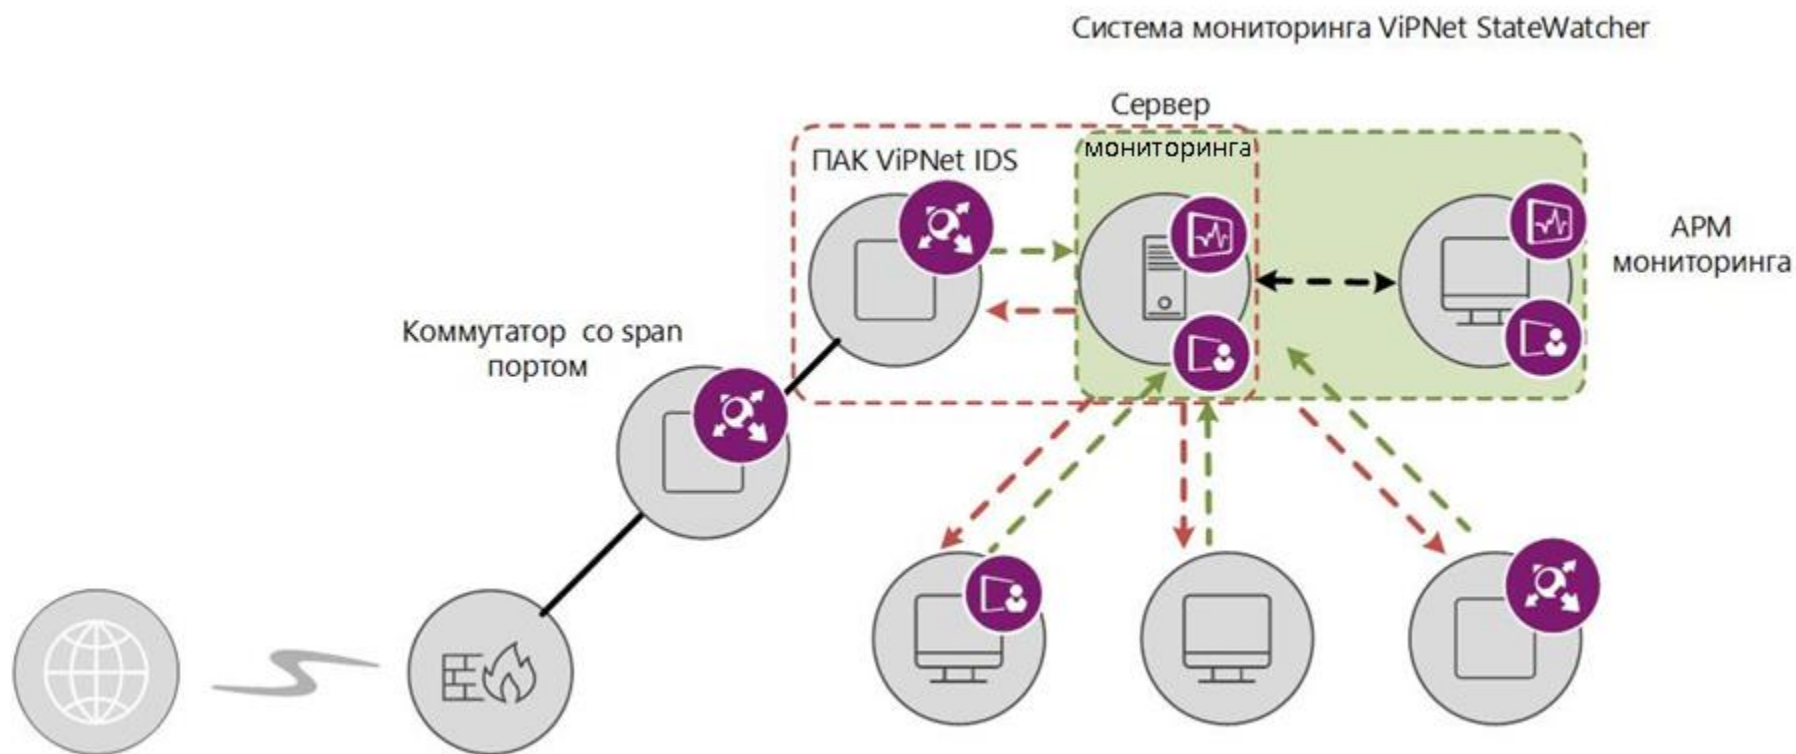 Система мониторинга ViPNet StateWatcher
Сервер
мониторинга
ПАК ViPNet IDS
АРМ
мониторинга
Коммутатор со span
портом